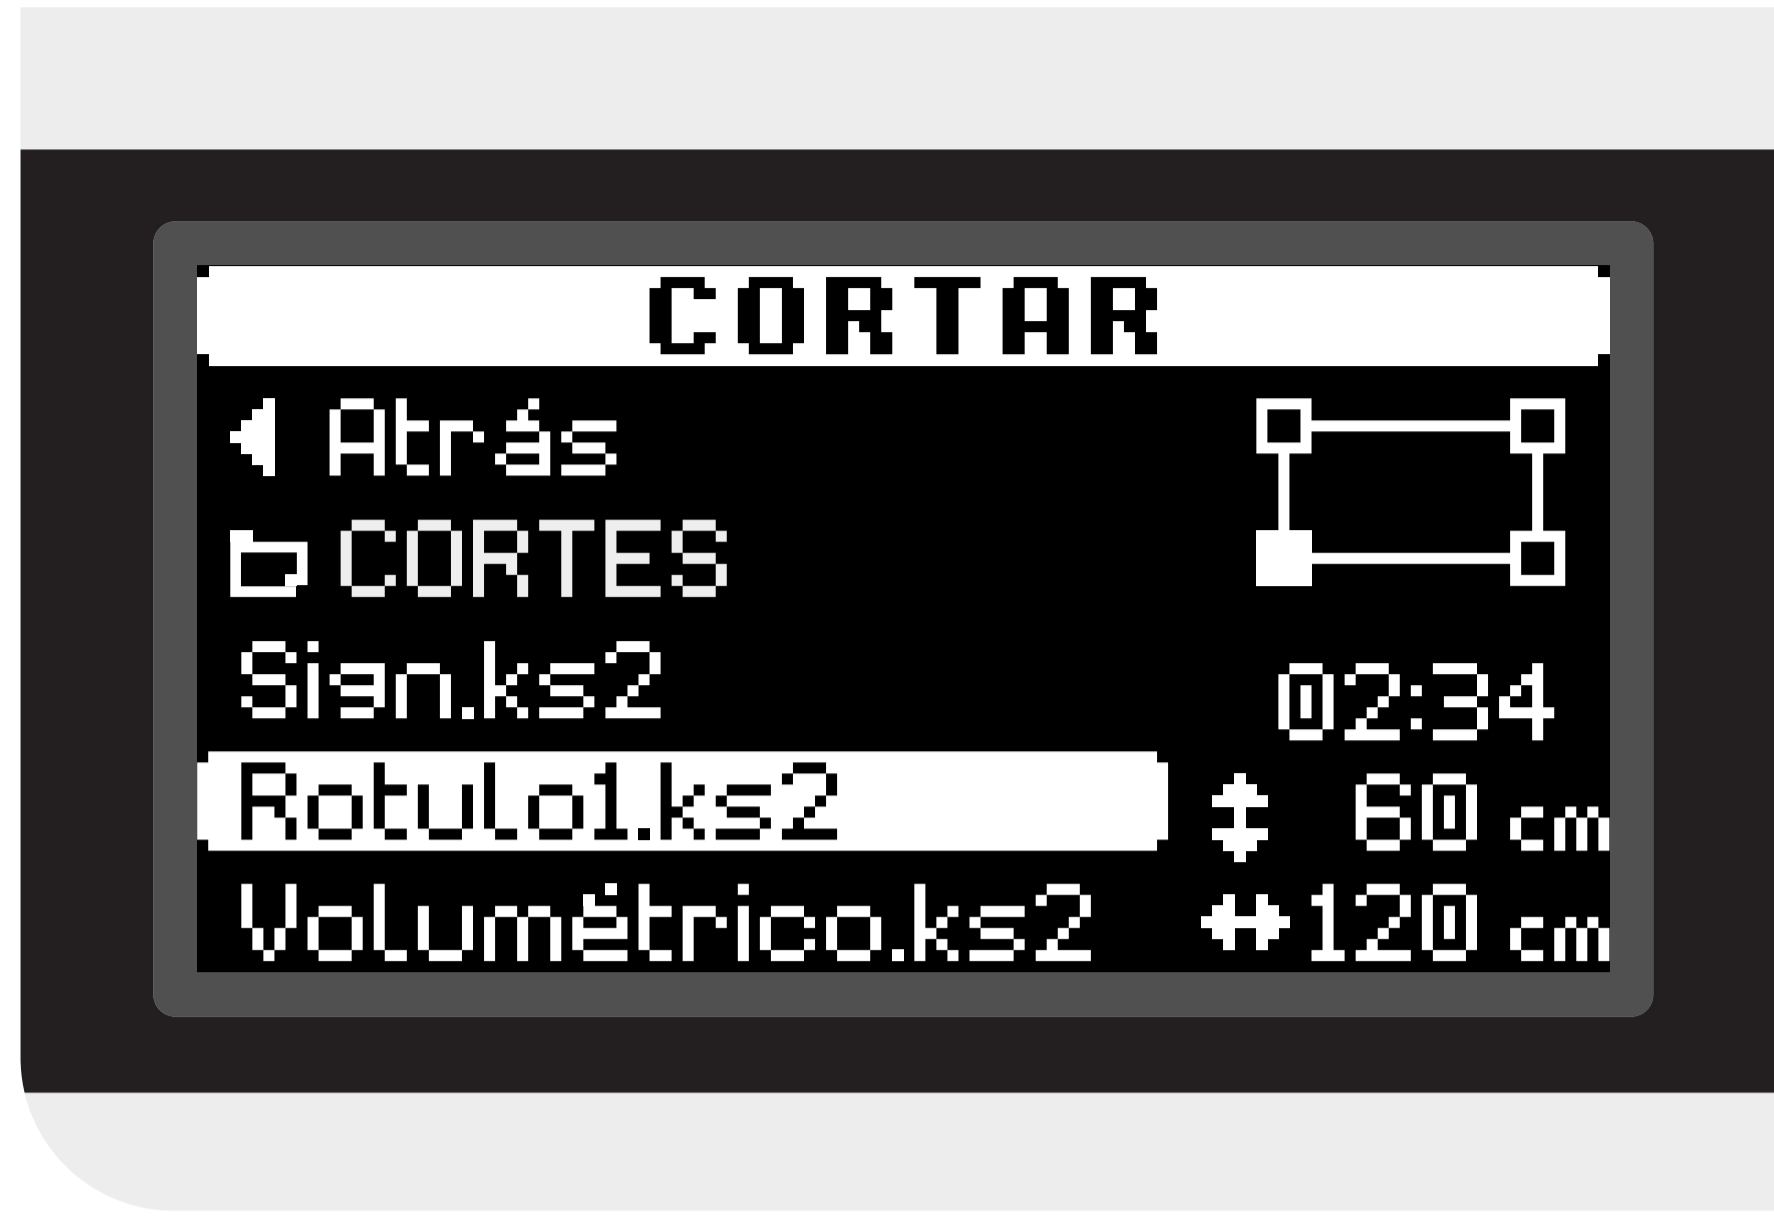 CORTAR
Atrás
CORTES
Sign.ks2
Rotulo1.ks2
Volumétrico.ks2
02:34
60 cm
120 cm